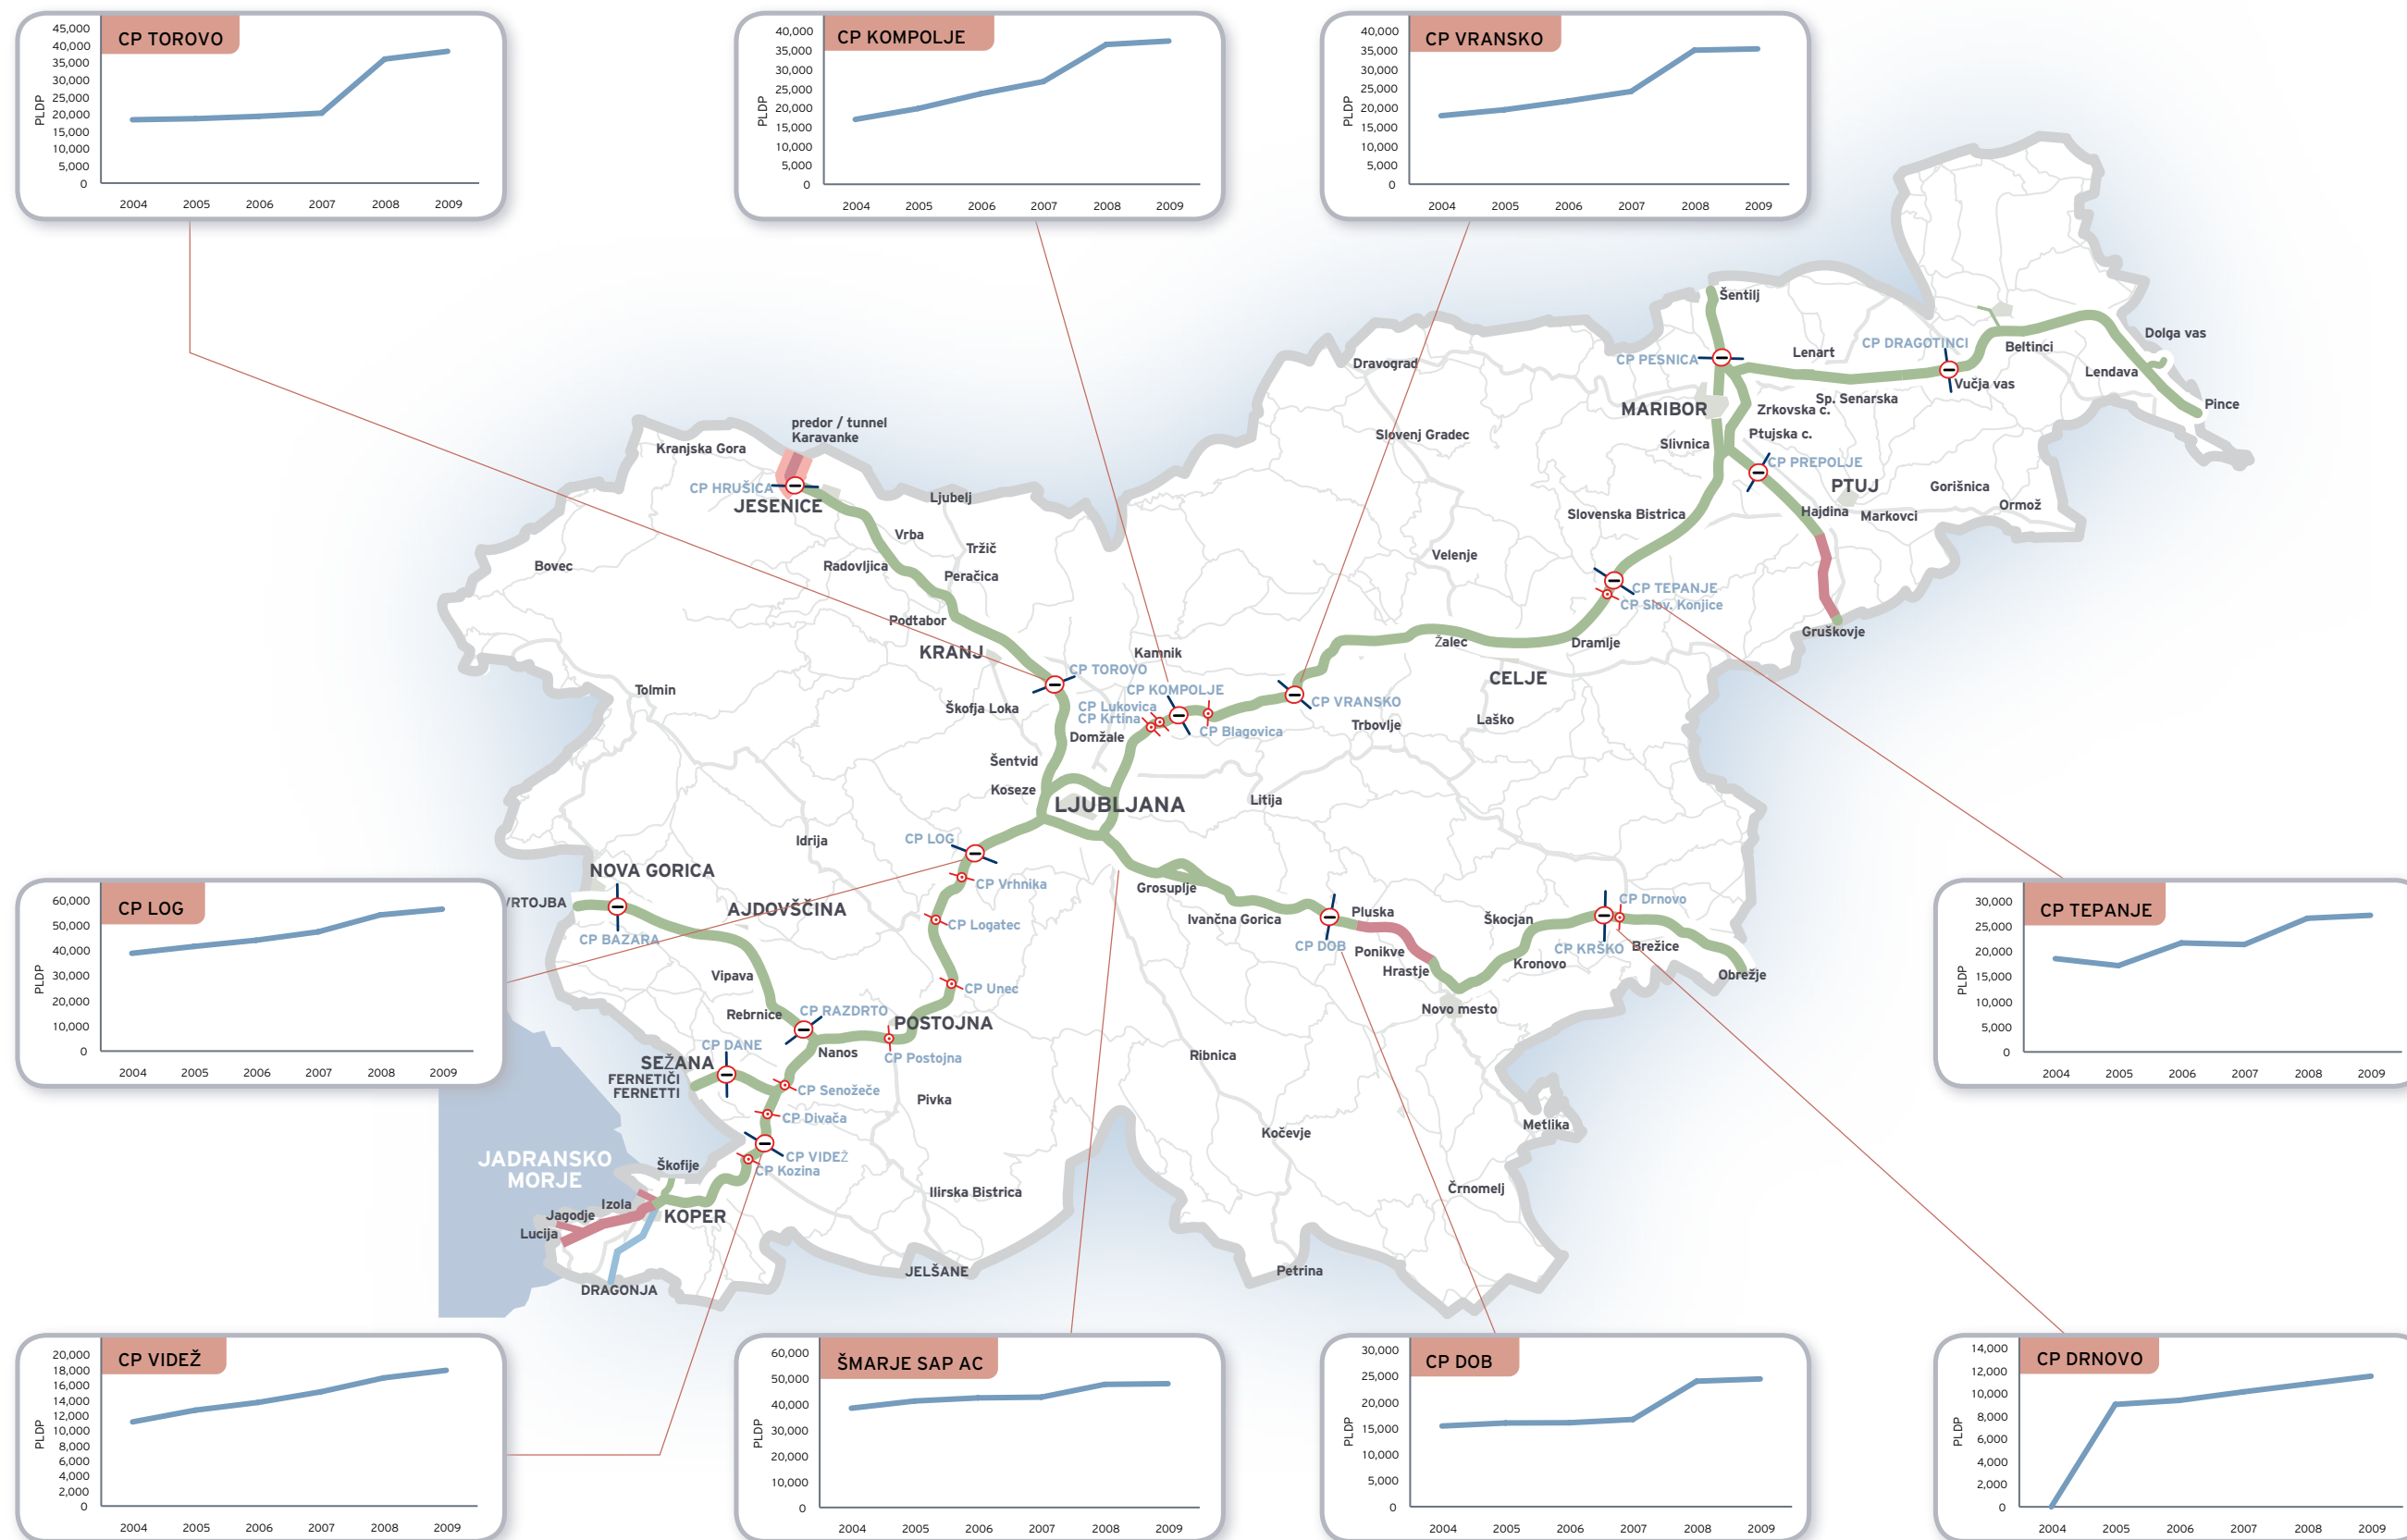 CP TOROVO
PLDP
45,000
40,000
35,000
30,000
25,000
20,000
15,000
10,000
5,000
0
2004 2005 2006 2007 2008 2009
CP KOMPOLJE
PLDP
40,000
35,000
30,000
25,000
20,000
15,000
10,000
5,000
0
2004 2005 2006 2007 2008 2009
CP VRANSKO
PLDP
40,000
35,000
30,000
25,000
20,000
15,000
10,000
5,000
0
2004 2005 2006 2007 2008 2009
Šentilj
Dolga vas
CP DRAGOTINCI
Beltinci
CP PESNICA
Lenart
Dravograd
Lendava
Vučja vas
Sp. Senarska
Pince
MARIBOR
Zrkovska c.
predor / tunnel
Karavanke
Slovenj Gradec
Ptujska c.
Kranjska Gora
Slivnica
CP PREPOLJE
CP HRUŠICA
PTUJ
Gorišnica
JESENICE
Ljubelj
Ormož
Slovenska Bistrica
Hajdina
Markovci
Vrba
Tržič
Velenje
Bovec
Radovljica
Peračica
CP TEPANJE
CP Slov. Konjice
Podtabor
Gruškovje
KRANJ
Kamnik
Žalec
Dramlje
CP TOROVO
CELJE
Tolmin
CP KOMPOLJE
CP VRANSKO
Škofja Loka
CP Lukovica
CP Krtina
Laško
Trbovlje
Domžale
CP Blagovica
Šentvid
Koseze
LJUBLJANA
Litija
Idrija
CP LOG
NOVA GORICA
CP Vrhnika
Grosuplje
VRTOJBA
AJDOVŠČINA
Pluska
CP Drnovo
Ivančna Gorica
Škocjan
CP Logatec
CP BAZARA
CP DOB
CP KRŠKO
Brežice
Ponikve
Kronovo
Hrastje
Vipava
Obrežje
CP Unec
Novo mesto
CP RAZDRTO
Rebrnice
POSTOJNA
CP DANE
Nanos
CP Postojna
Ribnica
SEŽANA
FERNETIČI
FERNETTI
CP Senožeče
Pivka
CP Divača
Metlika
Kočevje
CP VIDEŽ
JADRANSKO
MORJE
Škofije
CP Kozina
Črnomelj
Ilirska Bistrica
Izola
Jagodje
KOPER
Lucija
JELŠANE
Petrina
DRAGONJA
CP LOG
PLDP
60,000
50,000
40,000
30,000
20,000
10,000
0
2004 2005 2006 2007 2008 2009
CP TEPANJE
PLDP
30,000
25,000
20,000
15,000
10,000
5,000
0
2004 2005 2006 2007 2008 2009
CP VIDEŽ
PLDP
20,000
18,000
16,000
14,000
12,000
10,000
8,000
6,000
4,000
2,000
0
2004 2005 2006 2007 2008 2009
ŠMARJE SAP AC
PLDP
60,000
50,000
40,000
30,000
20,000
10,000
0
2004 2005 2006 2007 2008 2009
CP DOB
PLDP
30,000
25,000
20,000
15,000
10,000
5,000
0
2004 2005 2006 2007 2008 2009
CP DRNOVO
PLDP
14,000
12,000
10,000
8,000
6,000
4,000
2,000
0
2004 2005 2006 2007 2008 2009